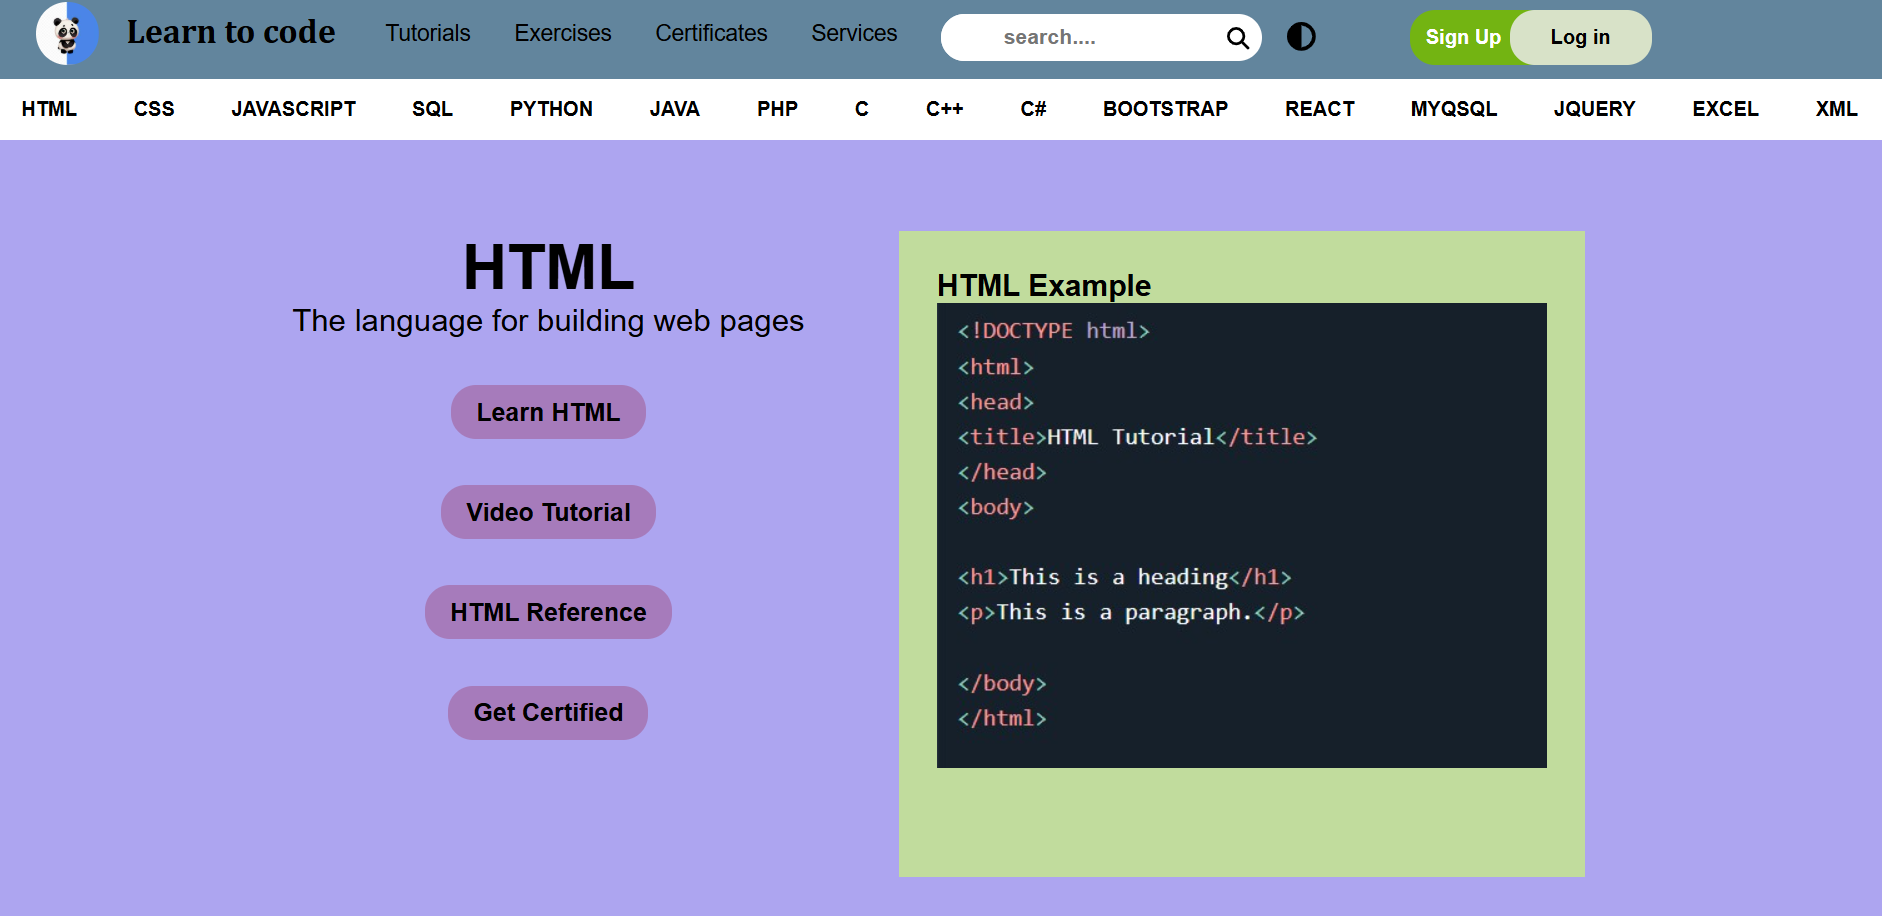 Learn to code Tutorials Exercises Certificates Services search.... Sign Up Log in
HTML CSS JAVASCRIPT SQL PYTHON JAVA PHP C C++ C# BOOTSTRAP REACT MYQSQL JQUERY EXCEL XML
HTML
The language for building web pages
Learn HTML
Video Tutorial
HTML Reference
Get Certified
HTML Example
<!DOCTYPE html>
<html>
<head>
<title>HTML Tutorial</title>
</head>
<body>
<h1>This is a heading</h1>
<p>This is a paragraph.</p>
</body>
</html>